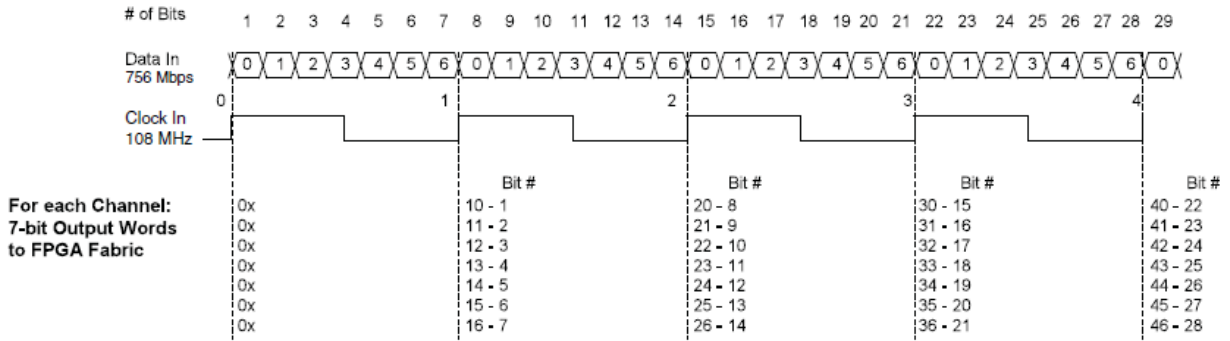 # of Bits 1 2 3 4 5 6 7 8 9 10 11 12 13 14 15 16 17 18 19 20 21 22 23 24 25 26 27 28 29
Data In 0 1 2 3 4 5 6 0 1 2 3 4 5 6 0 1 2 3 4 5 6 0 1 2 3 4 5 6 0
756 Mbps
0 1 2 3 4
Clock In
108 MHz
Bit # Bit # Bit # Bit #
For each Channel: 0x 10 - 1 20 - 8 30 - 15 40 - 22
7-bit Output Words 0x 11 - 2 21 - 9 31 - 16 41 - 23
to FPGA Fabric 0x 12 - 3 22 - 10 32 - 17 42 - 24
0x 13 - 4 23 - 11 33 - 18 43 - 25
0x 14 - 5 24 - 12 34 - 19 44 - 26
0x 15 - 6 25 - 13 35 - 20 45 - 27
0x 16 - 7 26 - 14 36 - 21 46 - 28